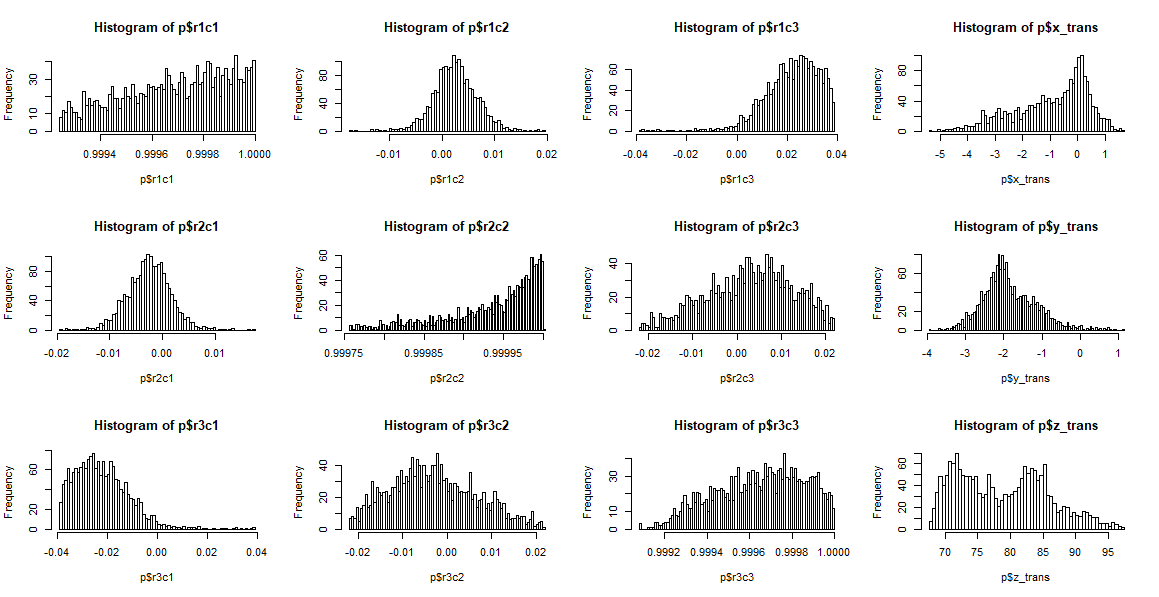 Histogram of p$r1c1
Frequency
0 10 30
0.9994 0.9996 0.9998 1.0000
p$r1c1
Histogram of p$r1c2
Frequency
0 40 80
-0.01 0.00 0.01 0.02
p$r1c2
Histogram of p$r1c3
Frequency
0 20 40 60
-0.04 -0.02 0.00 0.02 0.04
p$r1c3
Histogram of p$x_trans
Frequency
0 40 80
-5 -4 -3 -2 -1 0 1
p$x_trans
Histogram of p$r2c1
Frequency
0 40 80
-0.02 -0.01 0.00 0.01
p$r2c1
Histogram of p$r2c2
Frequency
0 20 40 60
0.99975 0.99985 0.99995
p$r2c2
Histogram of p$r2c3
Frequency
0 20 40
-0.02 -0.01 0.00 0.01 0.02
p$r2c3
Histogram of p$y_trans
Frequency
0 20 60
-4 -3 -2 -1 0 1
p$y_trans
Histogram of p$r3c1
Frequency
0 20 60
-0.04 -0.02 0.00 0.02 0.04
p$r3c1
Histogram of p$r3c2
Frequency
0 20 40
-0.02 -0.01 0.00 0.01 0.02
p$r3c2
Histogram of p$r3c3
Frequency
0 10 30
0.9992 0.9994 0.9996 0.9998 1.0000
p$r3c3
Histogram of p$z_trans
Frequency
0 20 40 60
70 75 80 85 90 95
p$z_trans